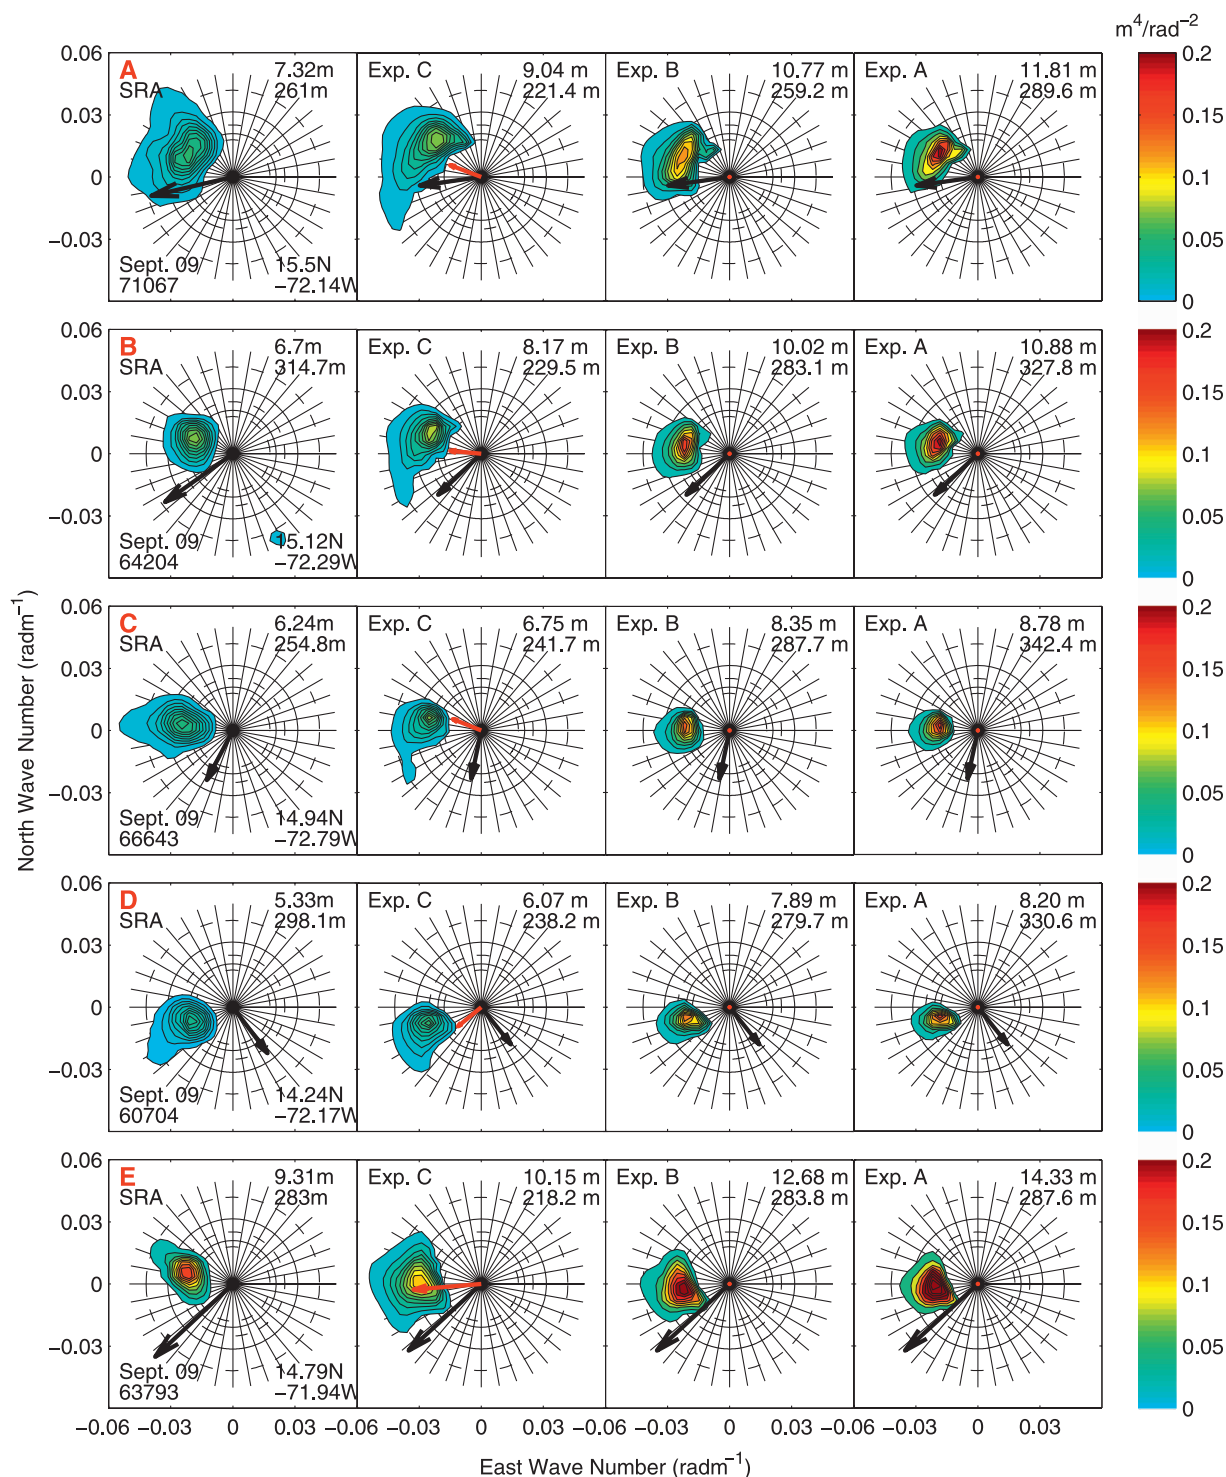 m⁴/rad⁻²
0.06
0.03
0
−0.03
A
SRA
7.32m
261m
Sept. 09
71067
15.5N
−72.14W
Exp. C
9.04 m
221.4 m
Exp. B
10.77 m
259.2 m
Exp. A
11.81 m
289.6 m
0.2
0.15
0.1
0.05
0
0.06
0.03
0
−0.03
B
SRA
6.7m
314.7m
Sept. 09
64204
15.12N
−72.29W
Exp. C
8.17 m
229.5 m
Exp. B
10.02 m
283.1 m
Exp. A
10.88 m
327.8 m
0.2
0.15
0.1
0.05
0
North Wave Number (radm⁻¹)
0.06
0.03
0
−0.03
C
SRA
6.24m
254.8m
Sept. 09
66643
14.94N
−72.79W
Exp. C
6.75 m
241.7 m
Exp. B
8.35 m
287.7 m
Exp. A
8.78 m
342.4 m
0.2
0.15
0.1
0.05
0
0.06
0.03
0
−0.03
D
SRA
5.33m
298.1m
Sept. 09
60704
14.24N
−72.17W
Exp. C
6.07 m
238.2 m
Exp. B
7.89 m
279.7 m
Exp. A
8.20 m
330.6 m
0.2
0.15
0.1
0.05
0
0.06
0.03
0
−0.03
E
SRA
9.31m
283m
Sept. 09
63793
14.79N
−71.94W
Exp. C
10.15 m
218.2 m
Exp. B
12.68 m
283.8 m
Exp. A
14.33 m
287.6 m
0.2
0.15
0.1
0.05
0
−0.06 −0.03 0 0.03 −0.03 0 0.03 −0.03 0 0.03 −0.03 0 0.03
East Wave Number (radm⁻¹)